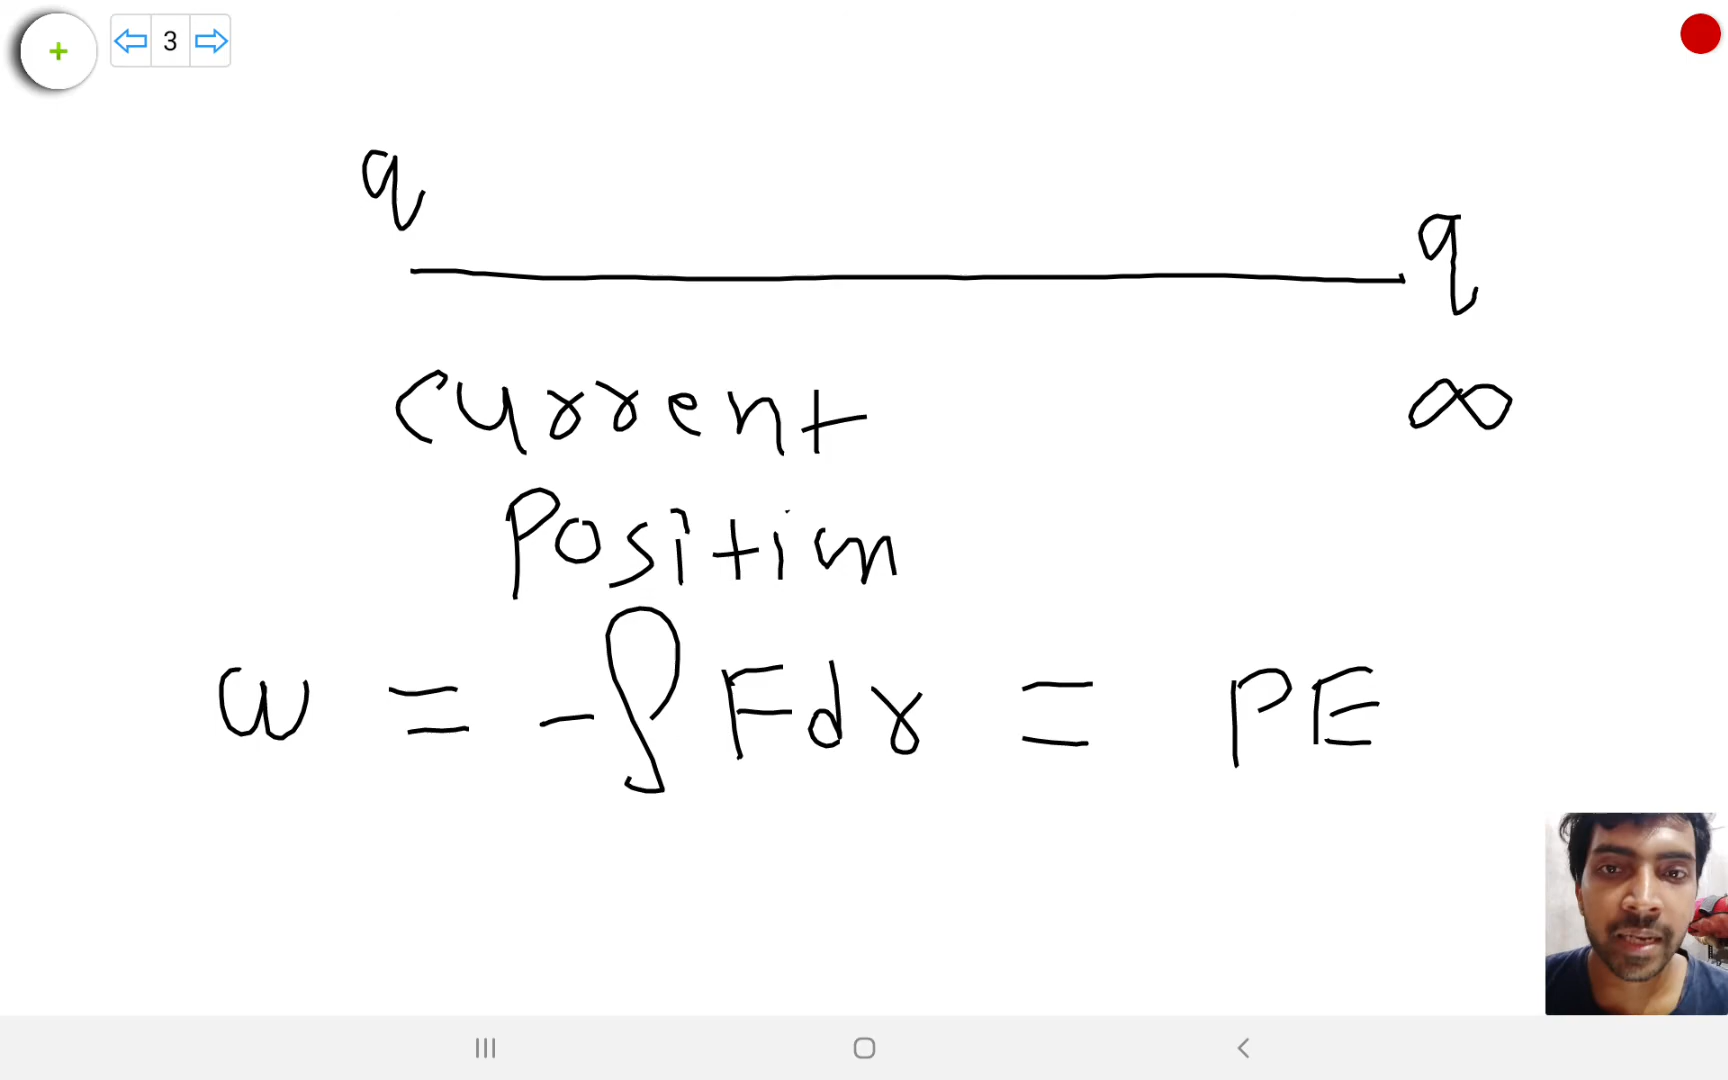 3
q
q
Current
∞
Position
W = -∫Fdr = PE